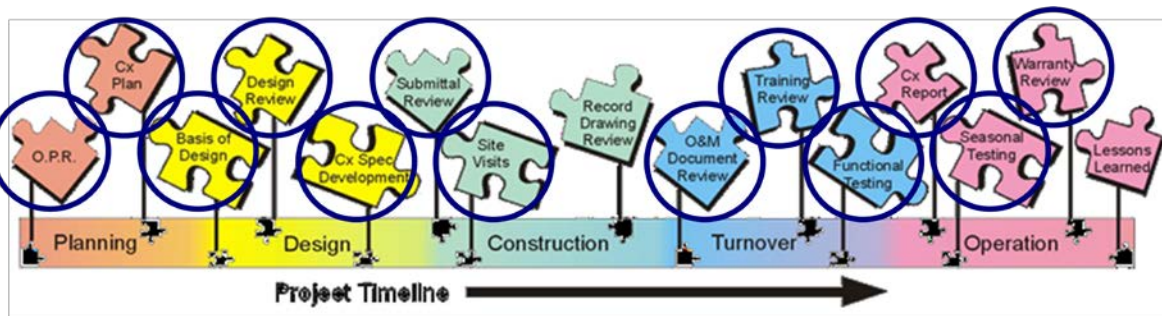 O.P.R.
Cx
Plan
Basis of
Design
Design
Review
Cx Spec
Development
Submittal
Review
Site
Visits
Record
Drawing
Review
O&M
Document
Review
Training
Review
Functional
Testing
Cx
Report
Seasonal
Testing
Warranty
Review
Lessons
Learned
Planning
Design
Construction
Turnover
Operation
Project Timeline